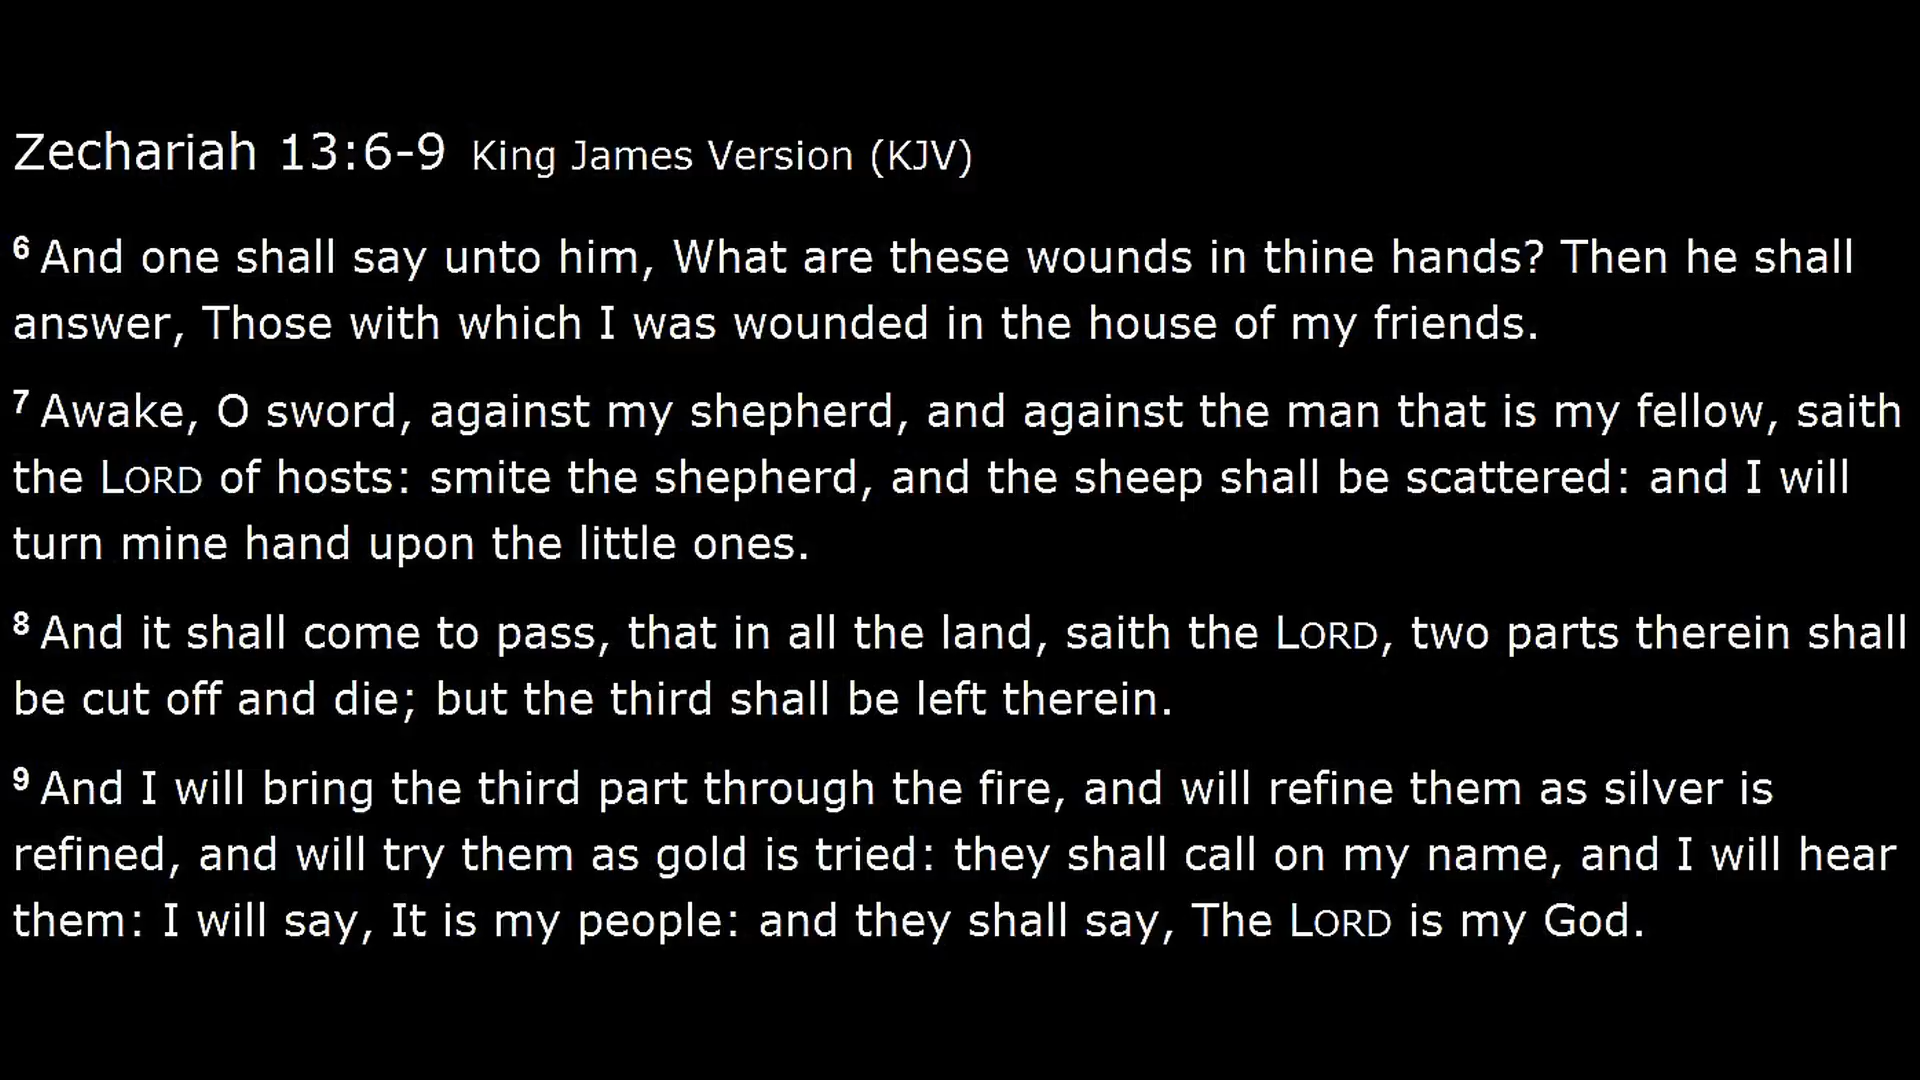 Zechariah 13:6-9 King James Version (KJV)
6 And one shall say unto him, What are these wounds in thine hands? Then he shall
answer, Those with which I was wounded in the house of my friends.
7 Awake, O sword, against my shepherd, and against the man that is my fellow, saith
the LORD of hosts: smite the shepherd, and the sheep shall be scattered: and I will
turn mine hand upon the little ones.
8 And it shall come to pass, that in all the land, saith the LORD, two parts therein shall
be cut off and die; but the third shall be left therein.
9 And I will bring the third part through the fire, and will refine them as silver is
refined, and will try them as gold is tried: they shall call on my name, and I will hear
them: I will say, It is my people: and they shall say, The LORD is my God.